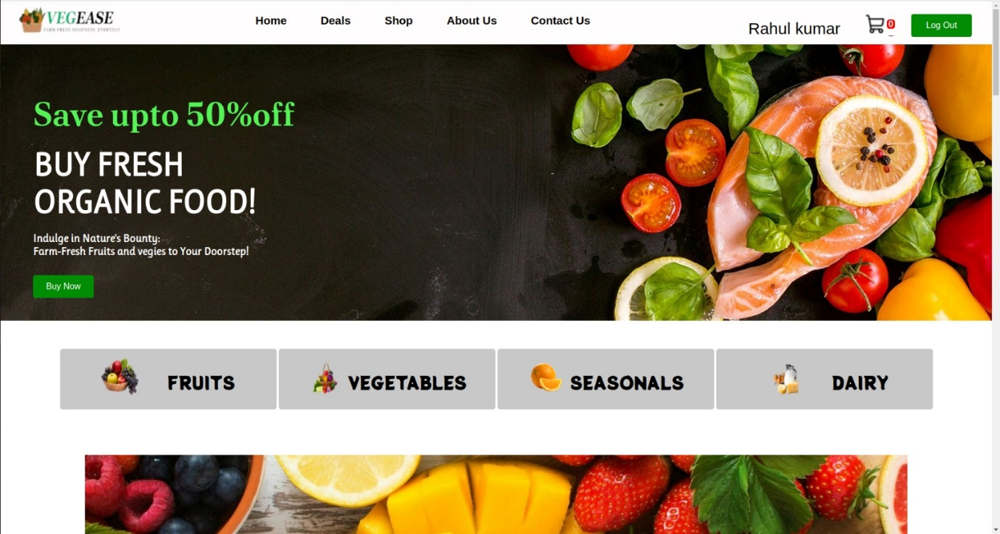 VEGEASE
FARM FRESH GOODNESS, EVERYDAY
Home
Deals
Shop
About Us
Contact Us
Rahul kumar
0
Log Out
Save upto 50%off
BUY FRESH
ORGANIC FOOD!
Indulge in Nature's Bounty:
Farm-Fresh Fruits and vegies to Your Doorstep!
Buy Now
FRUITS
VEGETABLES
SEASONALS
DAIRY